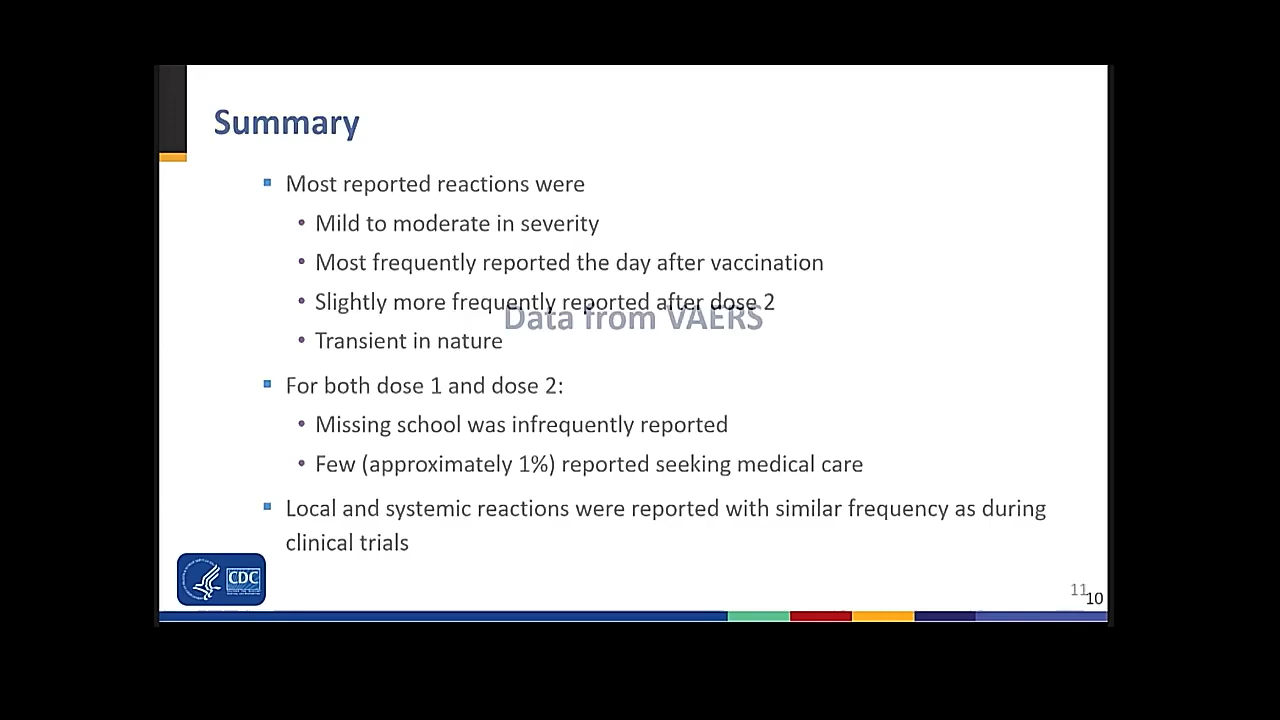 Summary
Most reported reactions were
Mild to moderate in severity
Most frequently reported the day after vaccination
Slightly more frequently reported after dose 2
Data from VAERS
Transient in nature
For both dose 1 and dose 2:
Missing school was infrequently reported
Few (approximately 1%) reported seeking medical care
Local and systemic reactions were reported with similar frequency as during
clinical trials
CDC
11
10